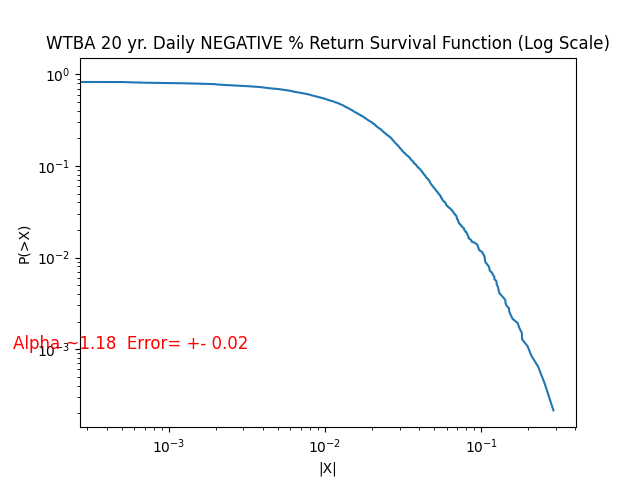 WTBA 20 yr. Daily NEGATIVE % Return Survival Function (Log Scale)
10⁰
10⁻¹
P(>X)
10⁻²
Alpha ~1.18  Error= +- 0.02
10⁻³
10⁻³ 10⁻² 10⁻¹
|X|